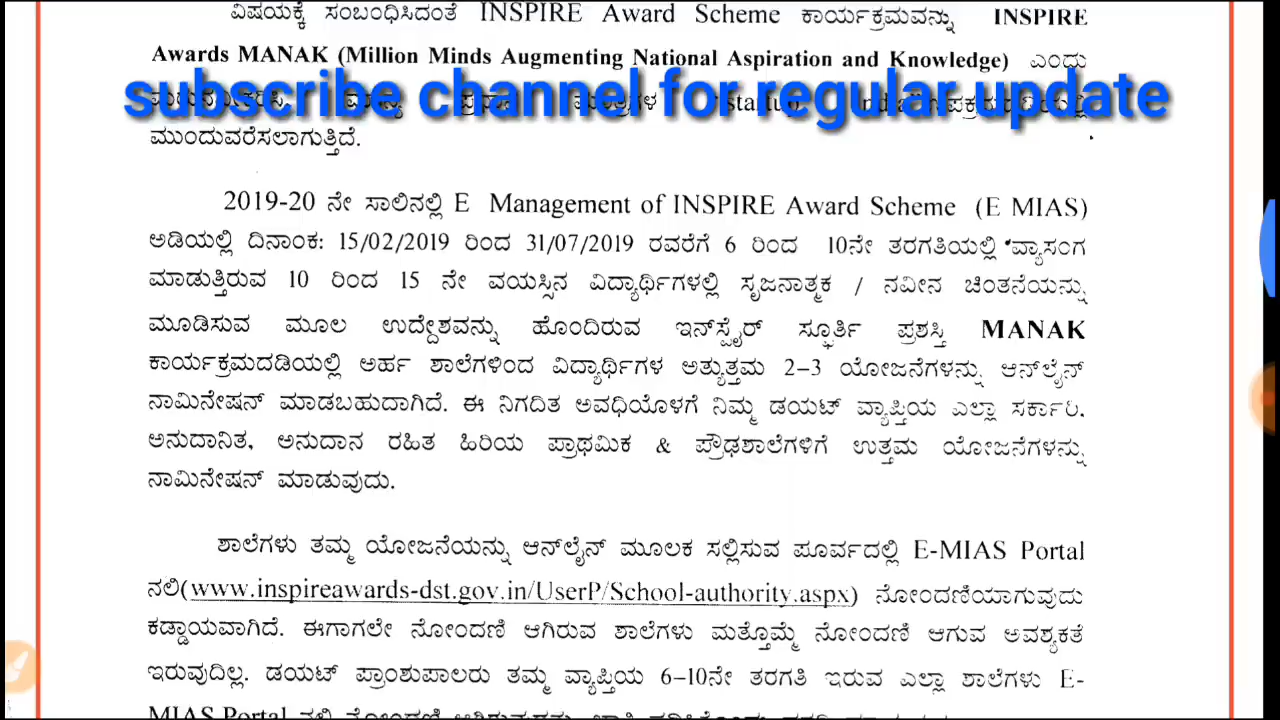 ವಿಷಯಕ್ಕೆ ಸಂಬಂಧಿಸಿದಂತೆ INSPIRE Award Scheme ಕಾರ್ಯಕ್ರಮವನ್ನು INSPIRE
Awards MANAK (Million Minds Augmenting National Aspiration and Knowledge) ಎಂದು
subscribe channel for regular update
ಮುಂದುವರೆಸಲಾಗುತ್ತಿದೆ.
2019-20 ನೇ ಸಾಲಿನಲ್ಲಿ E Management of INSPIRE Award Scheme (E MIAS)
ಅಡಿಯಲ್ಲಿ ದಿನಾಂಕ: 15/02/2019 ರಿಂದ 31/07/2019 ರವರೆಗೆ 6 ರಿಂದ 10ನೇ ತರಗತಿಯಲ್ಲಿ ವ್ಯಾಸಂಗ
ಮಾಡುತ್ತಿರುವ 10 ರಿಂದ 15 ನೇ ವಯಸ್ಸಿನ ವಿದ್ಯಾರ್ಥಿಗಳಲ್ಲಿ ಸೃಜನಾತ್ಮಕ / ನವೀನ ಚಿಂತನೆಯನ್ನು
ಮೂಡಿಸುವ ಮೂಲ ಉದ್ದೇಶವನ್ನು ಹೊಂದಿರುವ ಇನ್‌ಸ್ಪೈರ್ ಸ್ಫೂರ್ತಿ ಪ್ರಶಸ್ತಿ MANAK
ಕಾರ್ಯಕ್ರಮದಡಿಯಲ್ಲಿ ಅರ್ಹ ಶಾಲೆಗಳಿಂದ ವಿದ್ಯಾರ್ಥಿಗಳ ಅತ್ಯುತ್ತಮ 2–3 ಯೋಜನೆಗಳನ್ನು ಆನ್‌ಲೈನ್
ನಾಮಿನೇಷನ್ ಮಾಡಬಹುದಾಗಿದೆ. ಈ ನಿಗದಿತ ಅವಧಿಯೊಳಗೆ ನಿಮ್ಮ ಡಯಟ್ ವ್ಯಾಪ್ತಿಯ ಎಲ್ಲಾ ಸರ್ಕಾರಿ,
ಅನುದಾನಿತ, ಅನುದಾನ ರಹಿತ ಹಿರಿಯ ಪ್ರಾಥಮಿಕ & ಪ್ರೌಢಶಾಲೆಗಳಿಗೆ ಉತ್ತಮ ಯೋಜನೆಗಳನ್ನು
ನಾಮಿನೇಷನ್ ಮಾಡುವುದು.
ಶಾಲೆಗಳು ತಮ್ಮ ಯೋಜನೆಯನ್ನು ಆನ್‌ಲೈನ್ ಮೂಲಕ ಸಲ್ಲಿಸುವ ಪೂರ್ವದಲ್ಲಿ E-MIAS Portal
ನಲಿ(www.inspireawards-dst.gov.in/UserP/School-authority.aspx) ನೋಂದಣಿಯಾಗುವುದು
ಕಡ್ಡಾಯವಾಗಿದೆ. ಈಗಾಗಲೇ ನೋಂದಣಿ ಆಗಿರುವ ಶಾಲೆಗಳು ಮತ್ತೊಮ್ಮೆ ನೋಂದಣಿ ಆಗುವ ಅವಶ್ಯಕತೆ
ಇರುವುದಿಲ್ಲ. ಡಯಟ್ ಪ್ರಾಂಶುಪಾಲರು ತಮ್ಮ ವ್ಯಾಪ್ತಿಯ 6–10ನೇ ತರಗತಿ ಇರುವ ಎಲ್ಲಾ ಶಾಲೆಗಳು E-
MIAS Portal ನಲ್ಲಿ ನೋಂದಣಿ